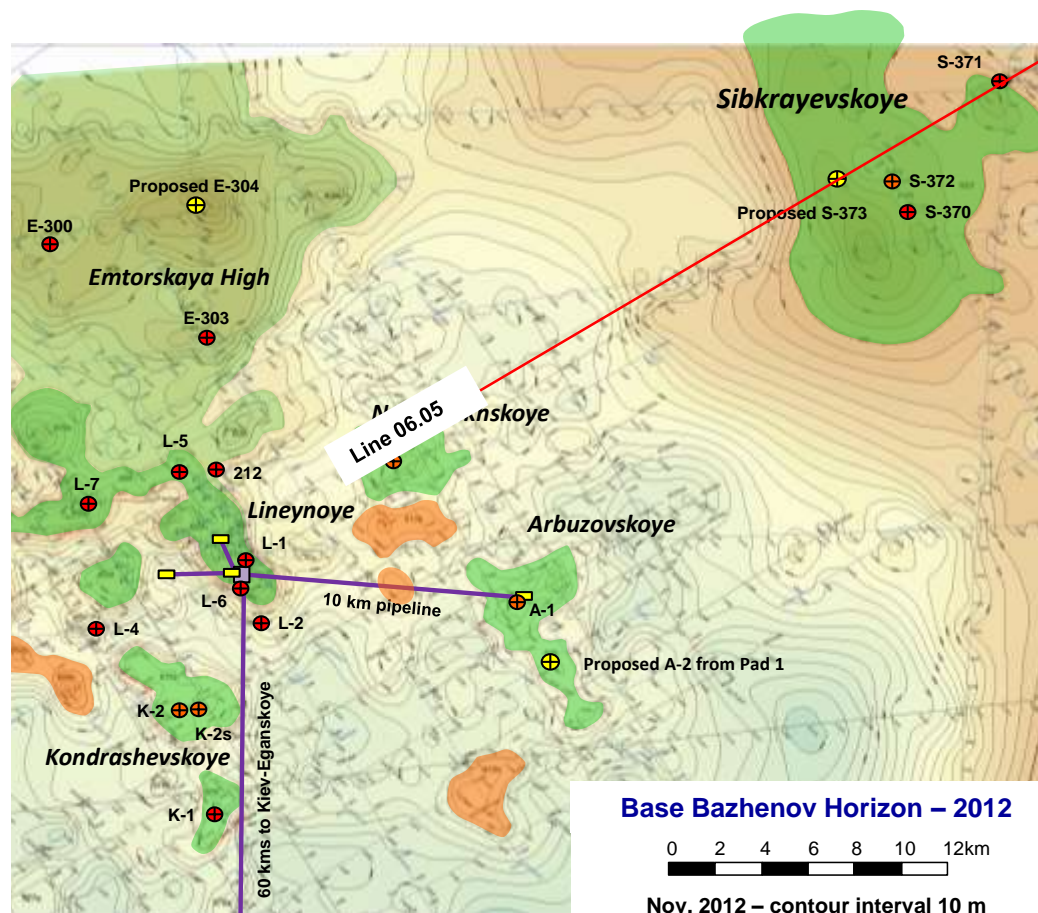 S-371
Sibkrayevskoye
Proposed E-304
S-372
Proposed S-373
S-370
E-300
Emtorskaya High
E-303
Line 06.05
L-5
212
L-7
Lineynoye
Arbuzovskoye
L-1
L-6
10 km pipeline
A-1
L-4
L-2
Proposed A-2 from Pad 1
K-2
K-2s
Kondrashevskoye
60 kms to Kiev-Eganskoye
K-1
Base Bazhenov Horizon – 2012
0 2 4 6 8 10 12km
Nov. 2012 – contour interval 10 m